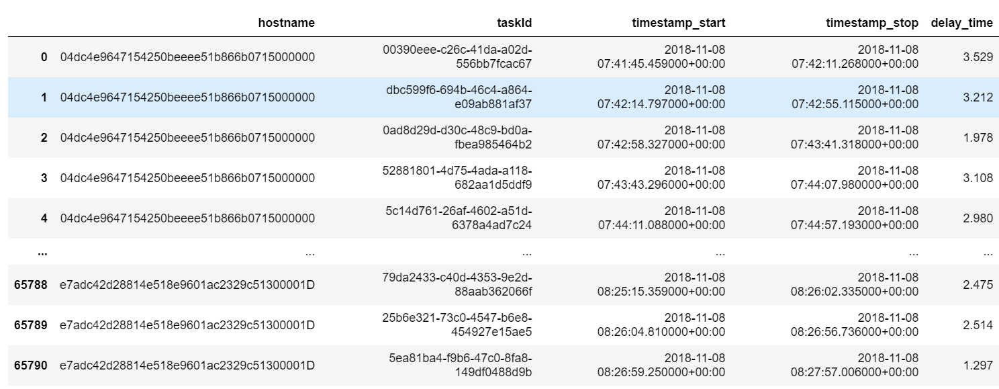 hostname taskId timestamp_start timestamp_stop delay_time
00390eee-c26c-41da-a02d- 2018-11-08 2018-11-08
0 04dc4e9647154250beeee51b866b0715000000 3.529
556bb7fcac67 07:41:45.459000+00:00 07:42:11.268000+00:00
dbc599f6-694b-46c4-a864- 2018-11-08 2018-11-08
1 04dc4e9647154250beeee51b866b0715000000 3.212
e09ab881af37 07:42:14.797000+00:00 07:42:55.115000+00:00
0ad8d29d-d30c-48c9-bd0a- 2018-11-08 2018-11-08
2 04dc4e9647154250beeee51b866b0715000000 1.978
fbea985464b2 07:42:58.327000+00:00 07:43:41.318000+00:00
52881801-4d75-4ada-a118- 2018-11-08 2018-11-08
3 04dc4e9647154250beeee51b866b0715000000 3.108
682aa1d5ddf9 07:43:43.296000+00:00 07:44:07.980000+00:00
5c14d761-26af-4602-a51d- 2018-11-08 2018-11-08
4 04dc4e9647154250beeee51b866b0715000000 2.980
6378a4ad7c24 07:44:11.088000+00:00 07:44:57.193000+00:00
... ... ... ... ... ...
79da2433-c40d-4353-9e2d- 2018-11-08 2018-11-08
65788 e7adc42d28814e518e9601ac2329c51300001D 2.475
88aab362066f 08:25:15.359000+00:00 08:26:02.335000+00:00
25b6e321-73c0-4547-b6e8- 2018-11-08 2018-11-08
65789 e7adc42d28814e518e9601ac2329c51300001D 2.514
454927e15ae5 08:26:04.810000+00:00 08:26:56.736000+00:00
5ea81ba4-f9b6-47c0-8fa8- 2018-11-08 2018-11-08
65790 e7adc42d28814e518e9601ac2329c51300001D 1.297
149df0488d9b 08:26:59.250000+00:00 08:27:57.006000+00:00